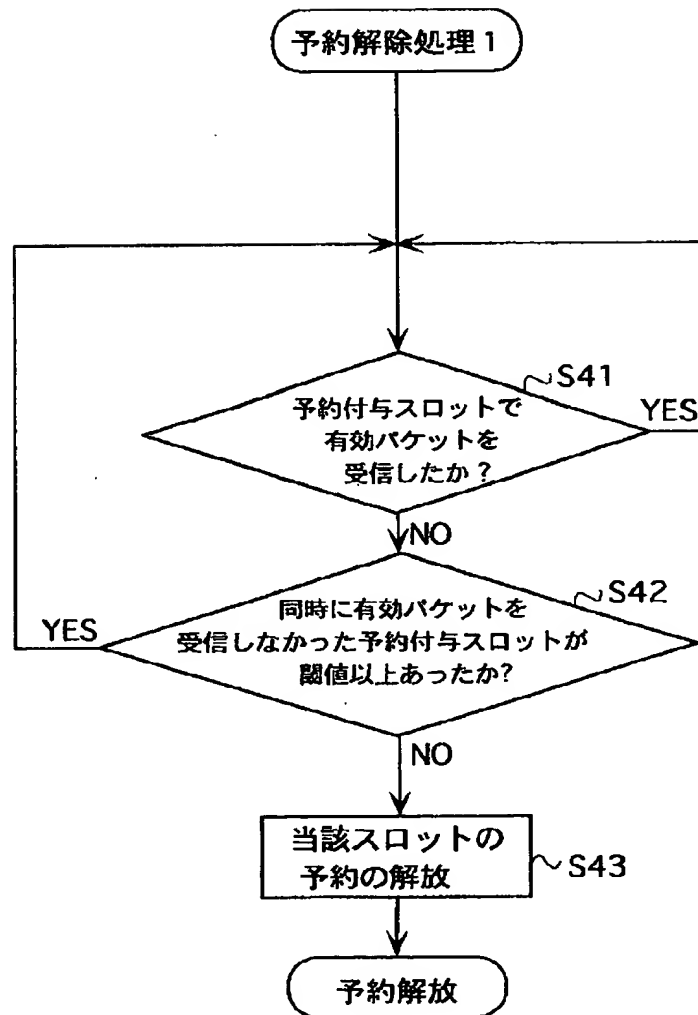 予約解除処理1
S41
予約付与スロットで
有効パケットを
受信したか?
YES
NO
S42
同時に有効パケットを
受信しなかった予約付与スロットが
閾値以上あったか?
YES
NO
当該スロットの
予約の解放
S43
予約解放